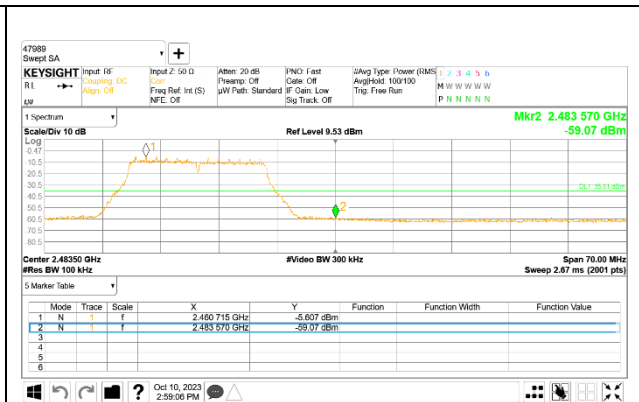 47989
Swept SA
KEYSIGHT Input: RF Input Z: 50 Ω Atten: 20 dB PNO: Fast #Avg Type: Power (RMS 1 2 3 4 5 6
RL Coupling: DC Corr Preamp: Off Gate: Off Avg|Hold: 100/100 M W W W W W
Align: Off Freq Ref: Int (S) µW Path: Standard IF Gain: Low Trig: Free Run
NFE: Off Sig Track: Off P N N N N N
1 Spectrum Mkr2 2.483 570 GHz
Scale/Div 10 dB Ref Level 9.53 dBm -59.07 dBm
Log
-0.47
-10.5
-20.5
-30.5
-40.5
-50.5
-60.5
-70.5
-80.5
1
2
Center 2.48350 GHz #Video BW 300 kHz Span 70.00 MHz
#Res BW 100 kHz Sweep 2.67 ms (2001 pts)
5 Marker Table
Mode Trace Scale X Y Function Function Width Function Value
1 N 1 f 2.460 715 GHz -5.607 dBm
2 N 1 f 2.483 570 GHz -59.07 dBm
3
4
5
6
Oct 10, 2023
2:59:06 PM